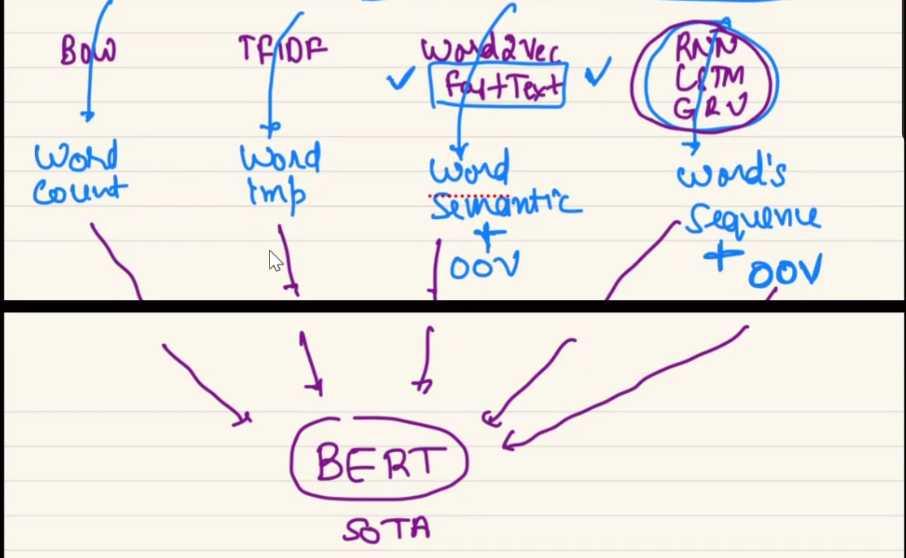 BOW
Word
Count
TFIDF
Word
Imp
Word2Vec
FastText
Word
Semantic
+
OOV
RNN
LSTM
GRU
Word's
Sequence
+ OOV
BERT
SOTA